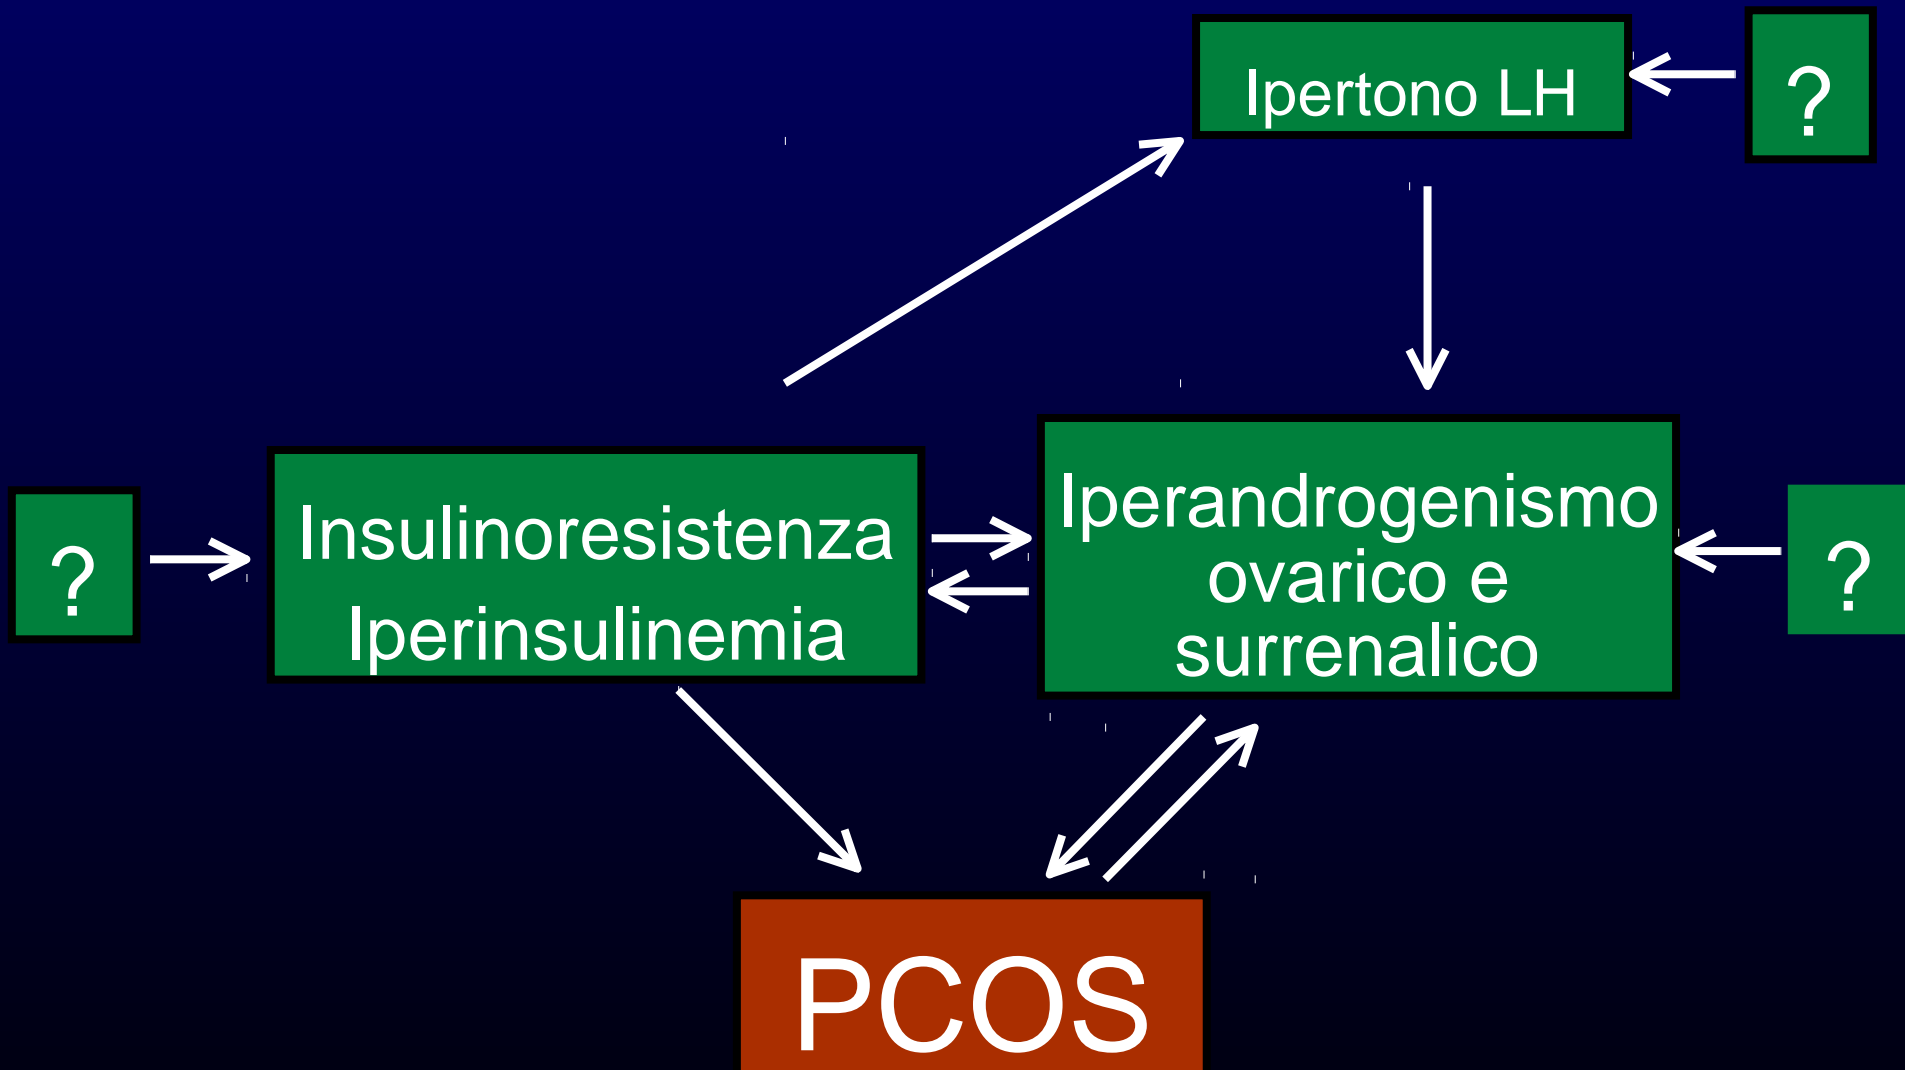 Ipertono LH
?
?
Insulinoresistenza
Iperinsulinemia
Iperandrogenismo
ovarico e
surrenalico
?
PCOS